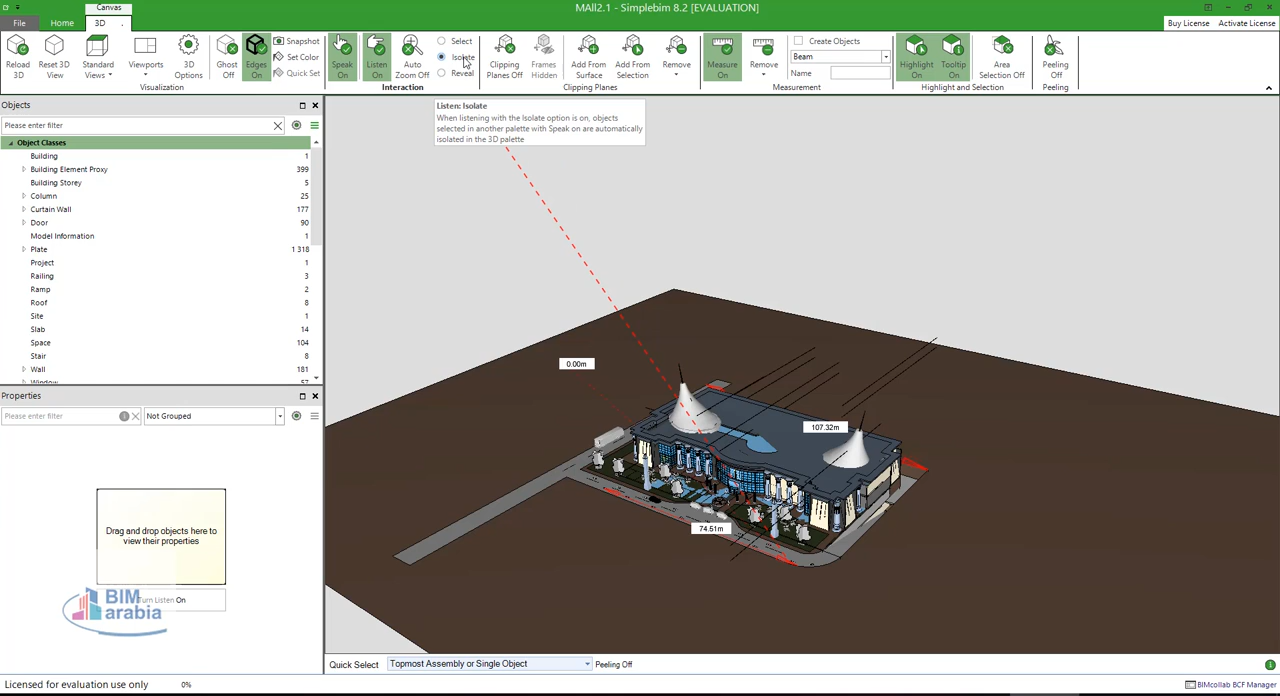 MAll2.1 - Simplebim 8.2 [EVALUATION]
Canvas
File
Home
3D
Buy License
Activate License
Reload 3D
Reset 3D View
Standard Views
Viewports
3D Options
Ghost Off
Edges On
Snapshot
Set Color
Quick Set
Speak On
Listen On
Auto Zoom Off
Select
Isolate
Reveal
Clipping Planes Off
Frames Hidden
Add From Surface
Add From Selection
Remove
Measure On
Remove
Create Objects
Beam
Name
Highlight On
Tooltip On
Area Selection Off
Peeling Off
Visualization
Interaction
Clipping Planes
Measurement
Highlight and Selection
Peeling
Listen: Isolate
When listening with the Isolate option is on, objects
selected in another palette with Speak on are automatically
isolated in the 3D palette
Objects
Please enter filter
Object Classes
Building 1
Building Element Proxy 399
Building Storey 5
Column 25
Curtain Wall 177
Door 90
Model Information 1
Plate 1 318
Project 1
Railing 3
Ramp 2
Roof 8
Site 1
Slab 14
Space 104
Stair 8
Wall 181
Window 57
Properties
Please enter filter
Not Grouped
Drag and drop objects here to
view their properties
Turn Listen On
BIM
arabia
0.00m
107.32m
74.51m
Quick Select
Topmost Assembly or Single Object
Peeling Off
Licensed for evaluation use only
0%
BIMcollab BCF Manager